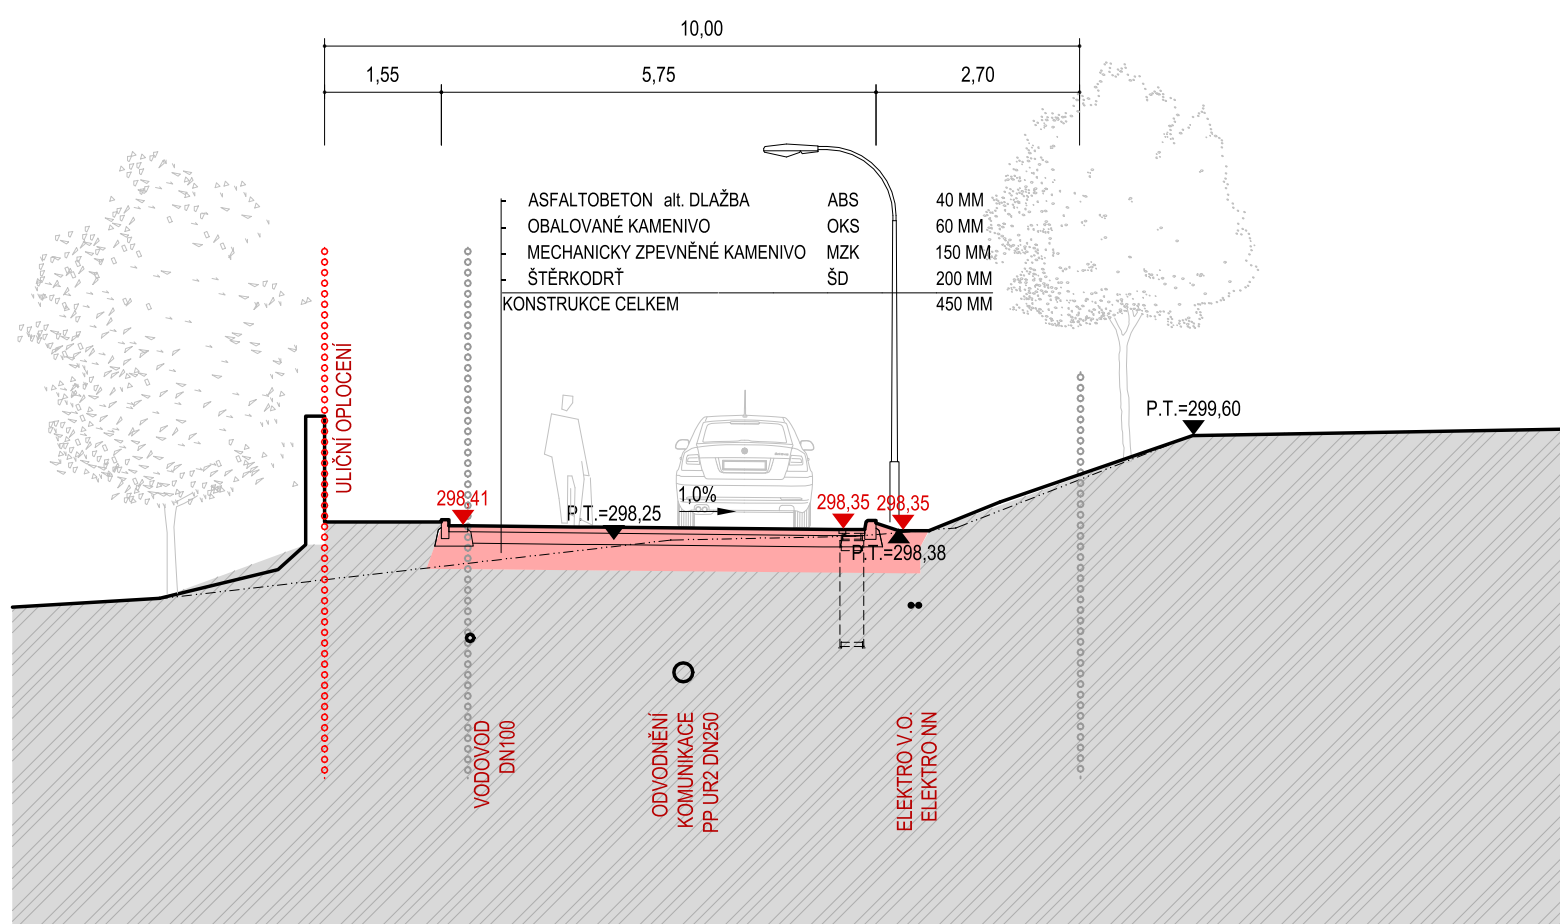 10,00
1,55
5,75
2,70
ASFALTOBETON alt. DLAŽBA ABS 40 MM
OBALOVANÉ KAMENIVO OKS 60 MM
MECHANICKY ZPEVNĚNÉ KAMENIVO MZK 150 MM
ŠTĚRKODRŤ ŠD 200 MM
KONSTRUKCE CELKEM 450 MM
ULIČNÍ OPLOCENÍ
P.T.=299,60
298,41
P.T.=298,25
1,0%
298,35
298,35
P.T.=298,38
VODOVOD
DN100
ODVODNĚNÍ
KOMUNIKACE
PP UR2 DN250
ELEKTRO V.O.
ELEKTRO NN